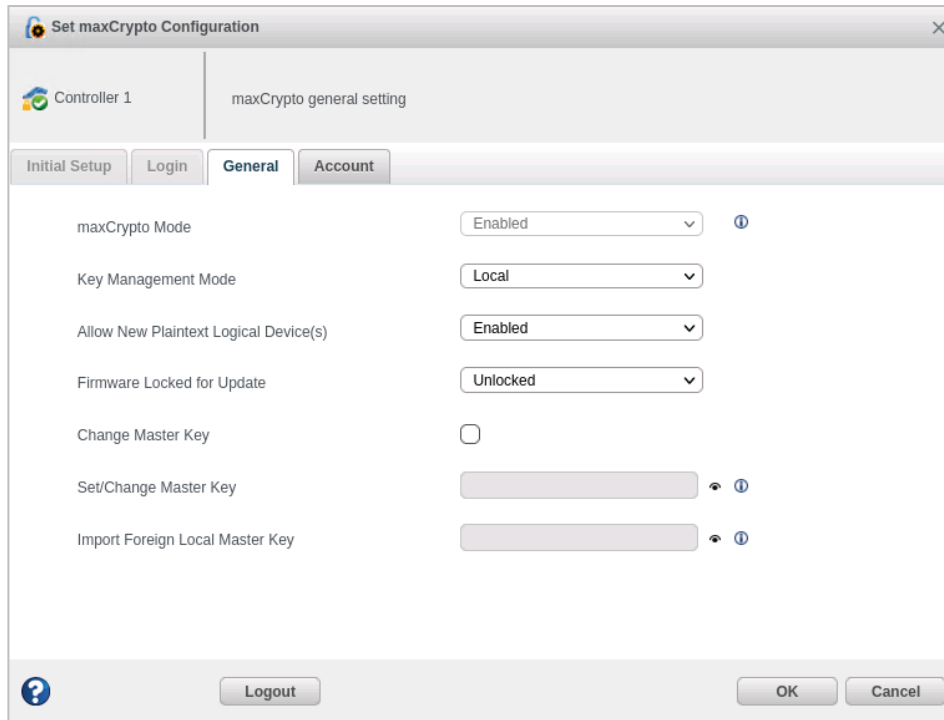 Set maxCrypto Configuration
Controller 1
maxCrypto general setting
Initial Setup
Login
General
Account
maxCrypto Mode
Enabled
Key Management Mode
Local
Allow New Plaintext Logical Device(s)
Enabled
Firmware Locked for Update
Unlocked
Change Master Key
Set/Change Master Key
Import Foreign Local Master Key
Logout
OK
Cancel